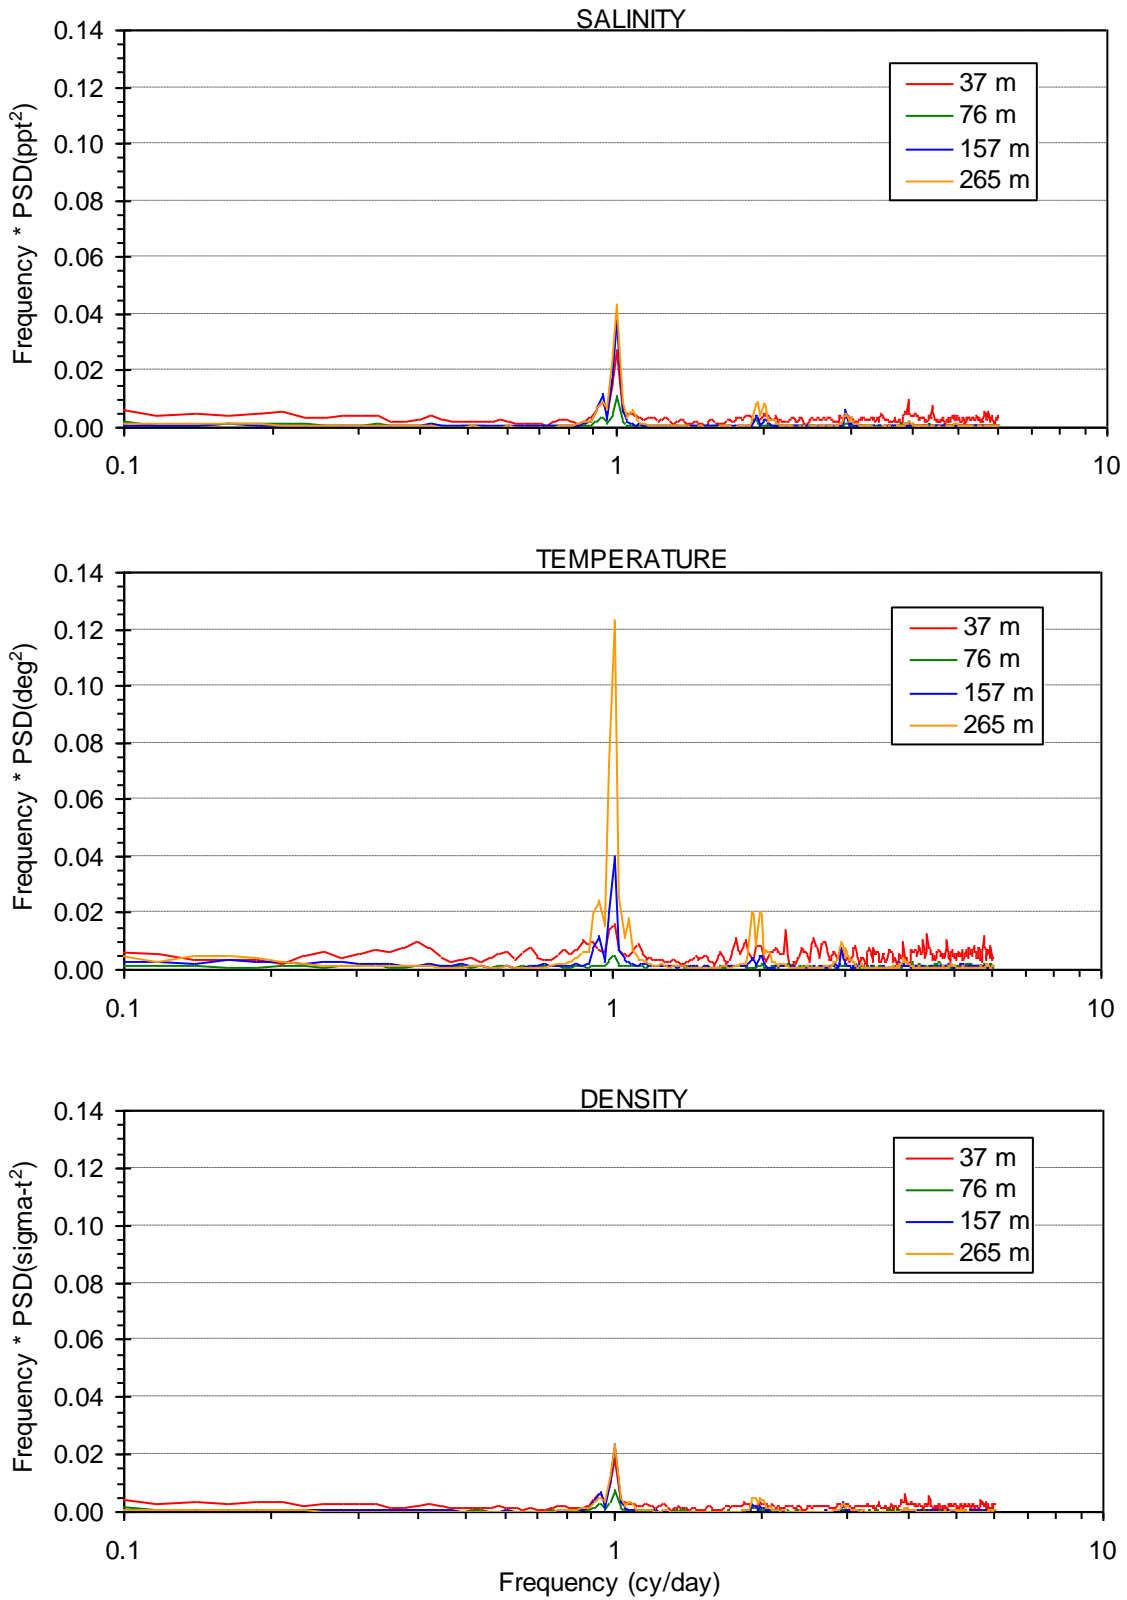 SALINITY
0.14
0.12
0.10
0.08
0.06
0.04
0.02
0.00
Frequency * PSD(ppt²)
37 m
76 m
157 m
265 m
0.1
1
10
TEMPERATURE
0.14
0.12
0.10
0.08
0.06
0.04
0.02
0.00
Frequency * PSD(deg²)
37 m
76 m
157 m
265 m
0.1
1
10
DENSITY
0.14
0.12
0.10
0.08
0.06
0.04
0.02
0.00
Frequency * PSD(sigma-t²)
37 m
76 m
157 m
265 m
0.1
1
10
Frequency (cy/day)